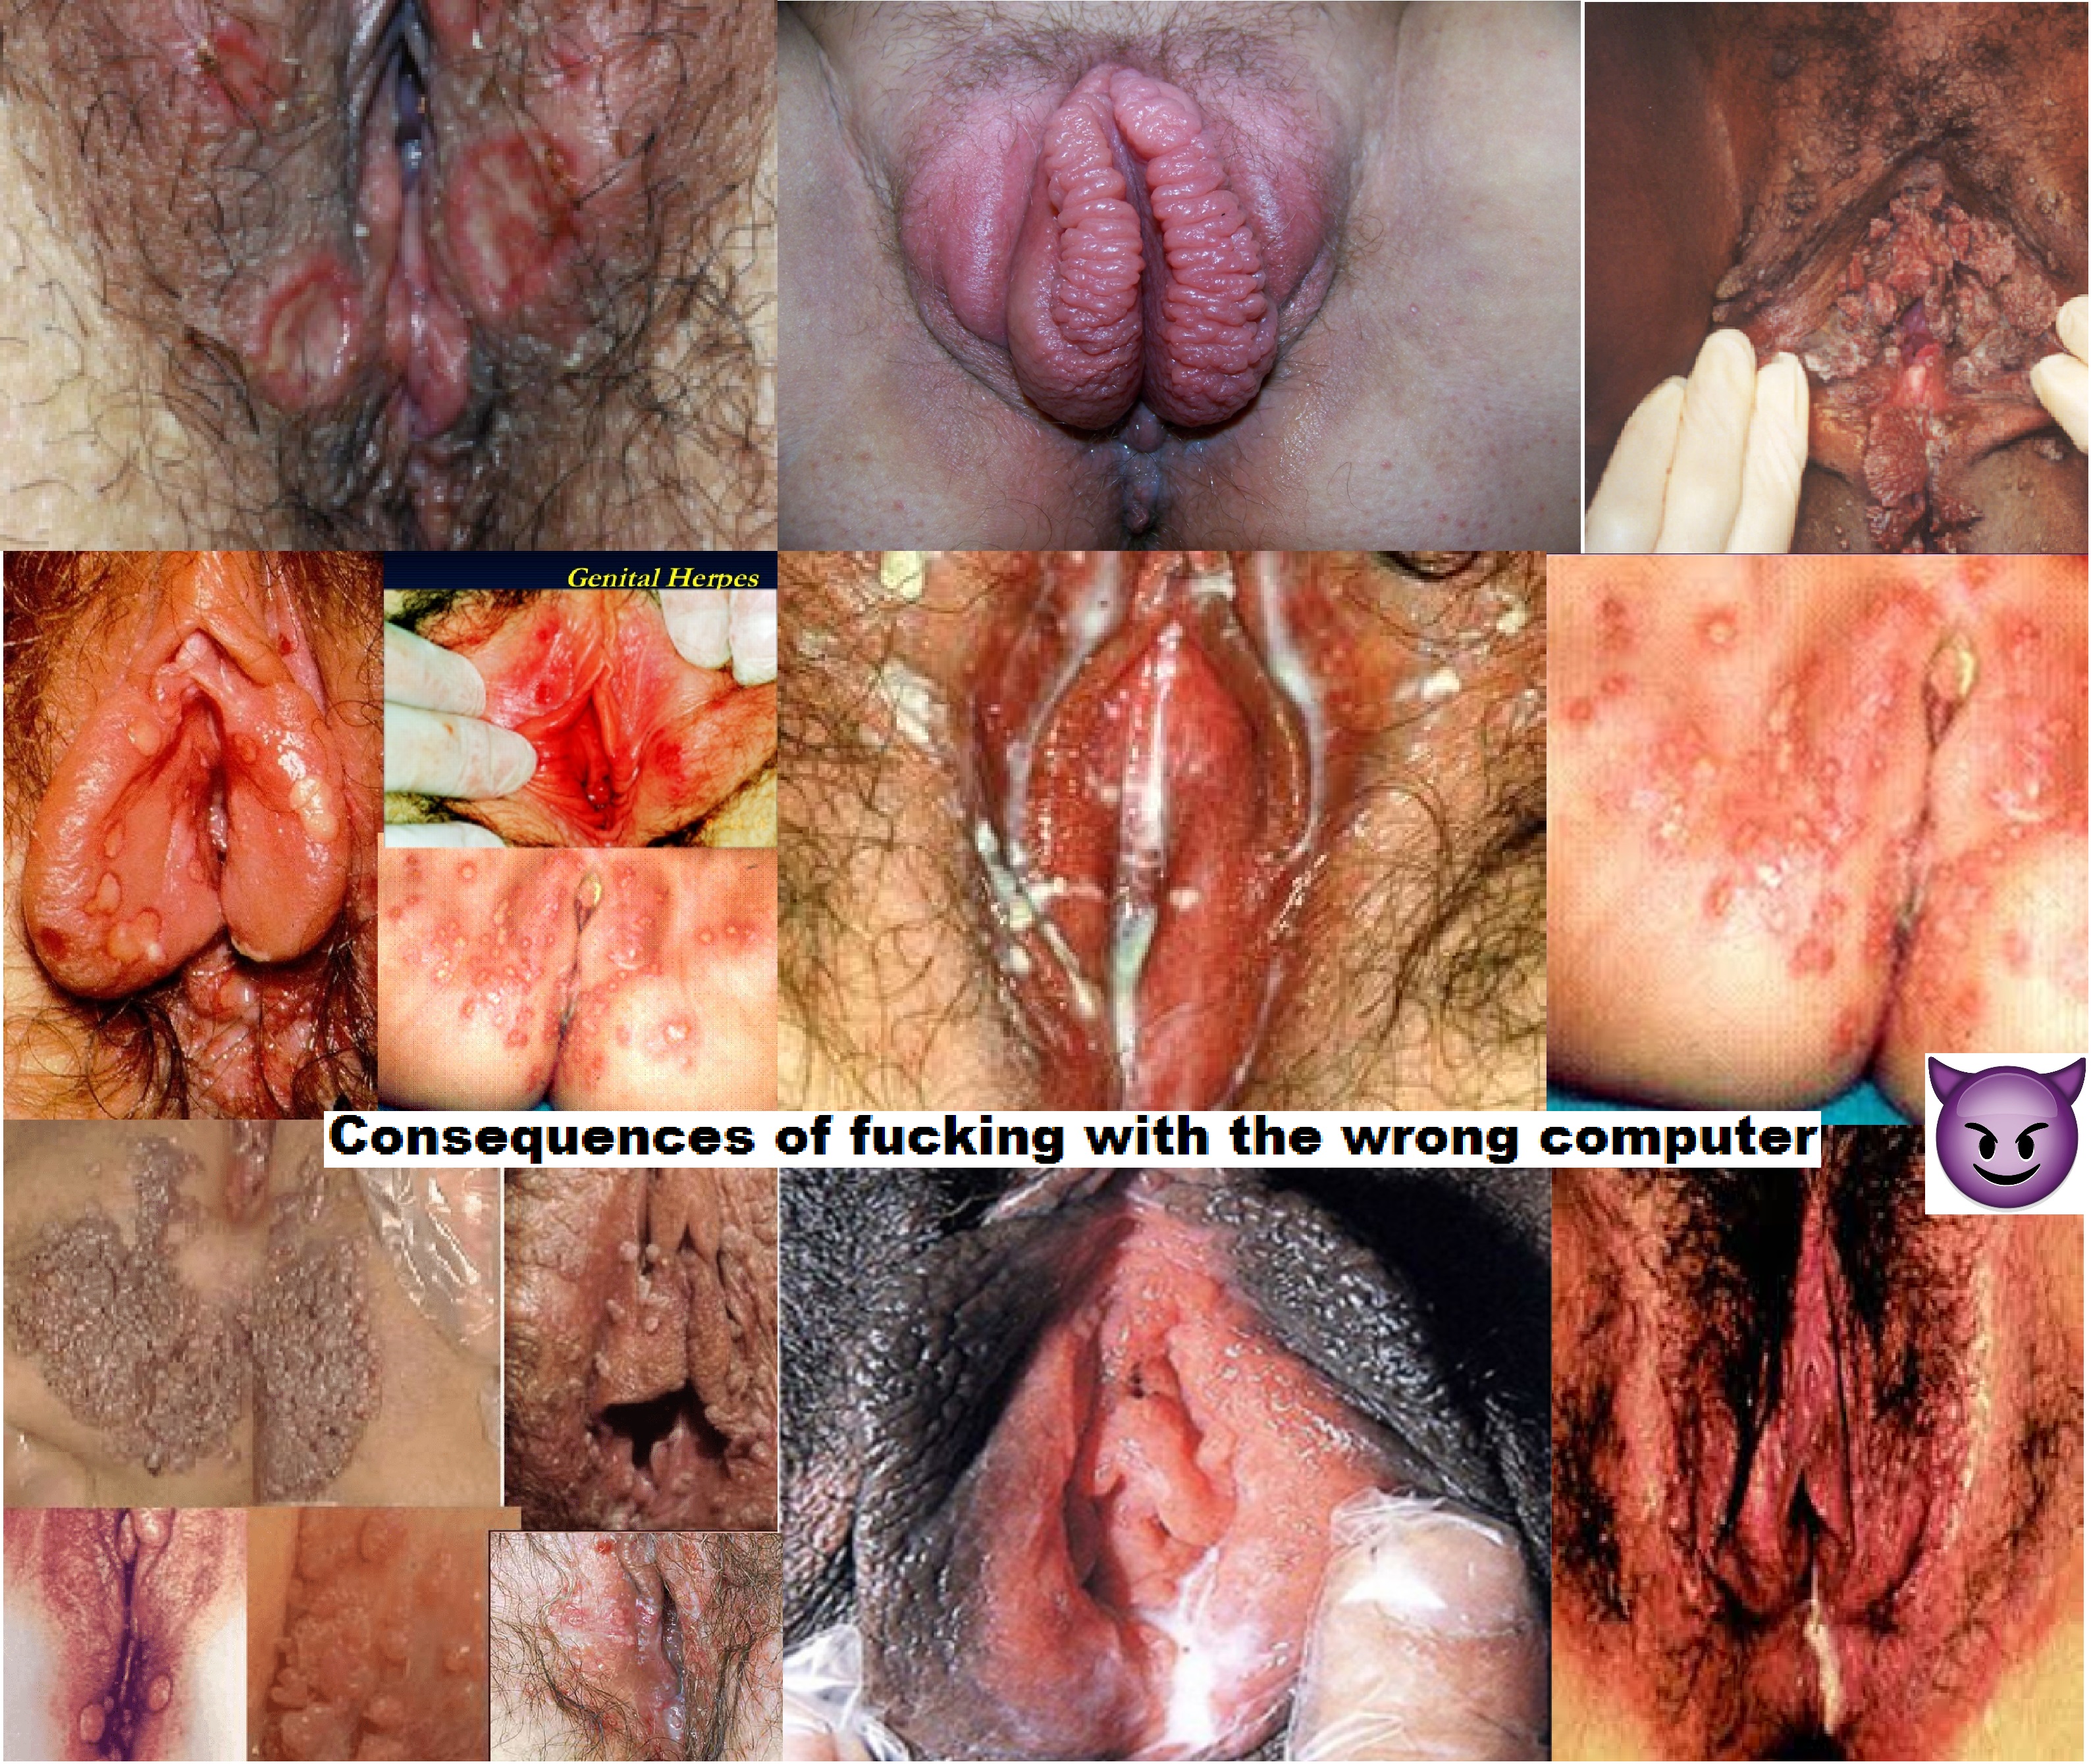 Genital Herpes
Consequences of fucking with the wrong computer